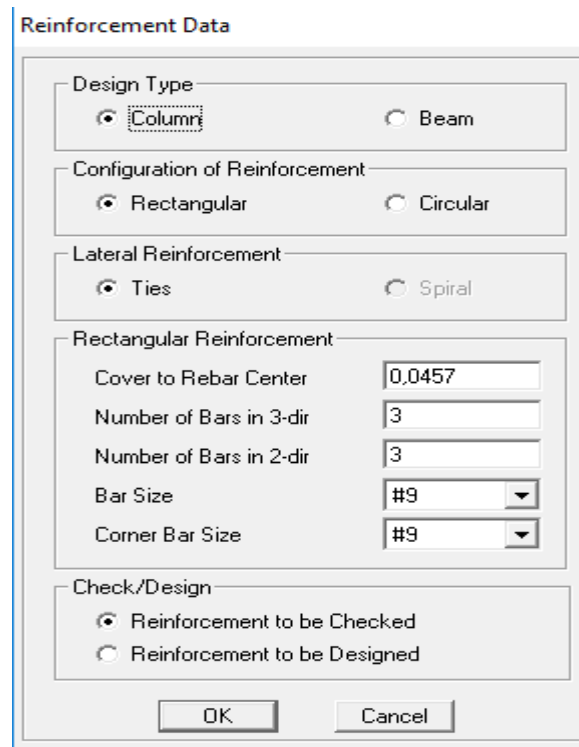 Reinforcement Data
Design Type
Column Beam
Configuration of Reinforcement
Rectangular Circular
Lateral Reinforcement
Ties Spiral
Rectangular Reinforcement
Cover to Rebar Center 0,0457
Number of Bars in 3-dir 3
Number of Bars in 2-dir 3
Bar Size #9
Corner Bar Size #9
Check/Design
Reinforcement to be Checked
Reinforcement to be Designed
OK Cancel